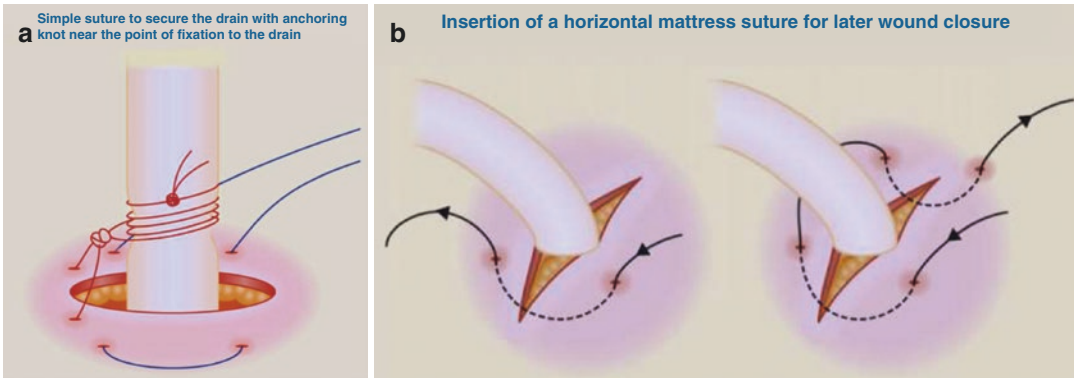 a
Simple suture to secure the drain with anchoring
knot near the point of fixation to the drain
b
Insertion of a horizontal mattress suture for later wound closure